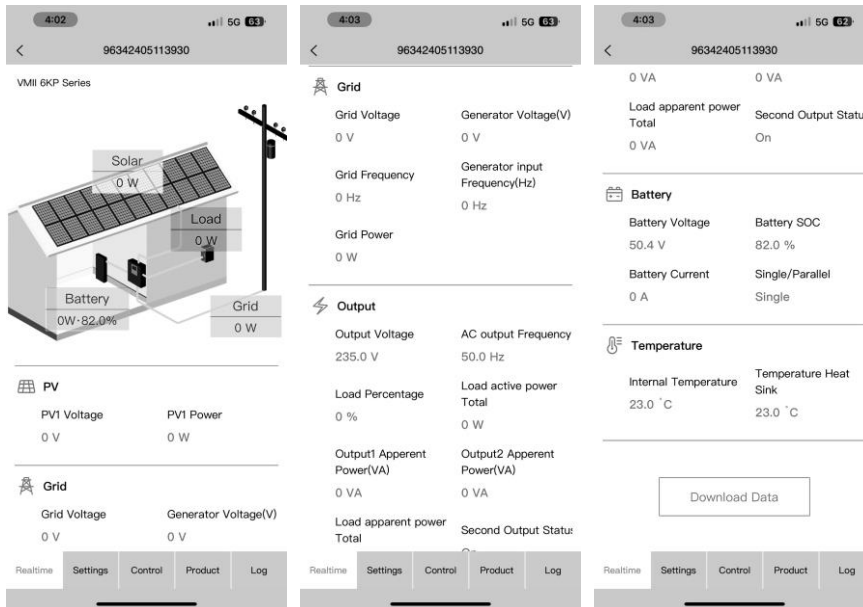 4:02
5G 63
96342405113930
VMII 6KP Series
Solar
0 W
Load
0 W
Battery
0W-82.0%
Grid
0 W
PV
PV1 Voltage
PV1 Power
0 V
0 W
Grid
Grid Voltage
Generator Voltage(V)
0 V
0 V
Realtime
Settings
Control
Product
Log
4:03
5G 63
96342405113930
Grid
Grid Voltage
Generator Voltage(V)
0 V
0 V
Grid Frequency
Generator input
Frequency(Hz)
0 Hz
0 Hz
Grid Power
0 W
Output
Output Voltage
AC output Frequency
235.0 V
50.0 Hz
Load Percentage
Load active power
Total
0 %
0 W
Output1 Apperent
Power(VA)
Output2 Apperent
Power(VA)
0 VA
0 VA
Load apparent power
Total
Second Output Status
Realtime
Settings
Control
Product
Log
4:03
5G 62
96342405113930
0 VA
0 VA
Load apparent power
Total
Second Output Statu
0 VA
On
Battery
Battery Voltage
Battery SOC
50.4 V
82.0 %
Battery Current
Single/Parallel
0 A
Single
Temperature
Internal Temperature
Temperature Heat
Sink
23.0 °C
23.0 °C
Download Data
Realtime
Settings
Control
Product
Log